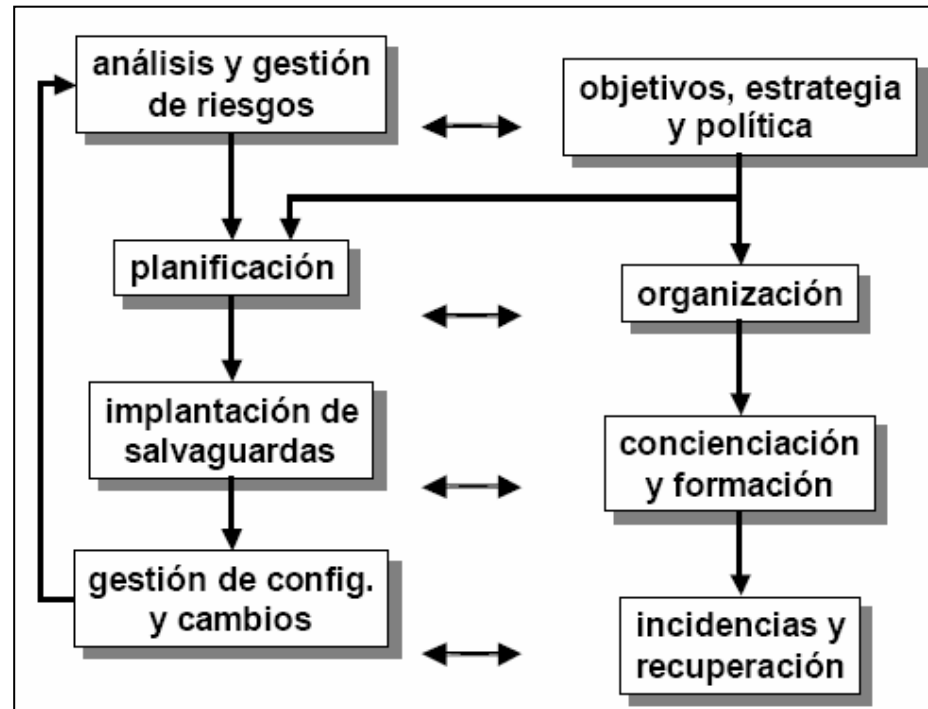 análisis y gestión
de riesgos
objetivos, estrategia
y política
planificación
organización
implantación de
salvaguardas
concienciación
y formación
gestión de config.
y cambios
incidencias y
recuperación